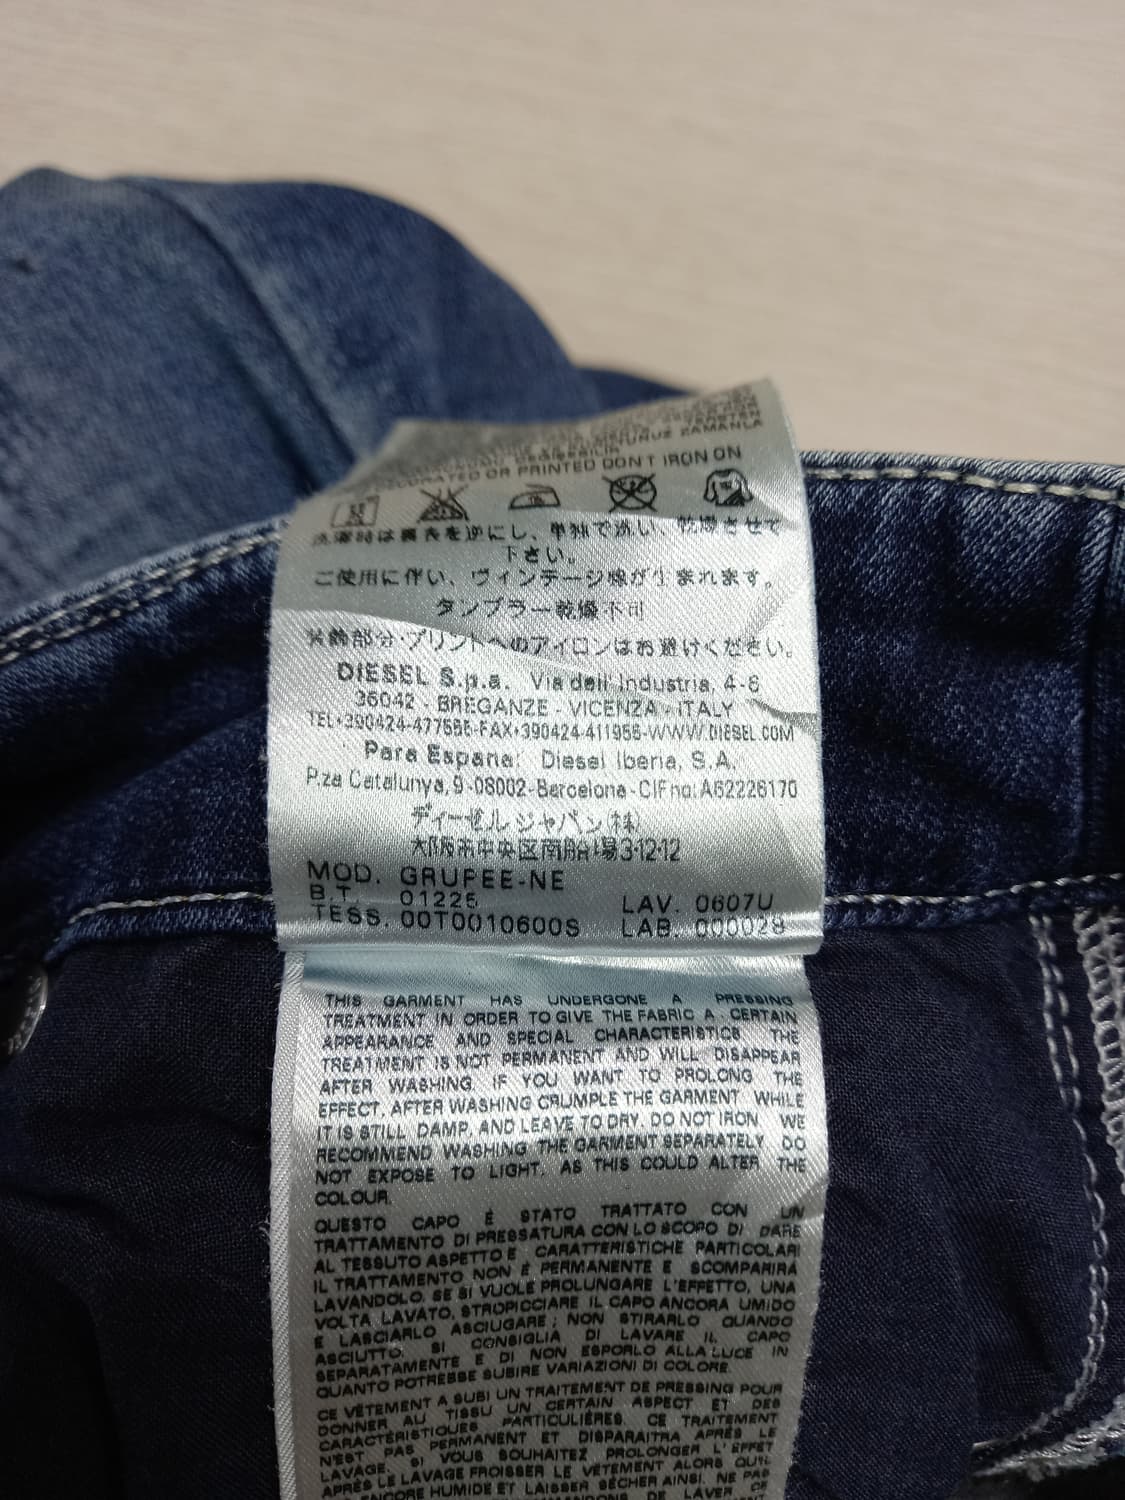 ZAMANLA
DECORATED OR PRINTED DON'T IRON ON
洗濯時は裏表を逆にし、単独で洗い、乾燥させて
下さい。
ご使用に伴い、ヴィンテージ感が生まれます。
タンブラー乾燥不可
装飾部分・プリントへのアイロンはお避けください。
DIESEL S.p.a. Via dell' Industria, 4-6
36042 - BREGANZE - VICENZA - ITALY
TEL+390424-477555-FAX+390424-411955-WWW.DIESEL.COM
Para Espana: Diesel Iberia, S.A.
P.za Catalunya, 9 -08002- Barcelona - CIF no: A62226170
ディーゼル ジャパン(株)
大阪市中央区南船場3-12-12
MOD. GRUPEE-NE
B.T. 01225 LAV. 0607U
TESS. 00T0010600S LAB. 000028
THIS GARMENT HAS UNDERGONE A PRESSING
TREATMENT IN ORDER TO GIVE THE FABRIC A CERTAIN
APPEARANCE AND SPECIAL CHARACTERISTICS THE
TREATMENT IS NOT PERMANENT AND WILL DISAPPEAR
AFTER WASHING. IF YOU WANT TO PROLONG THE
EFFECT, AFTER WASHING CRUMPLE THE GARMENT WHILE
IT IS STILL DAMP, AND LEAVE TO DRY. DO NOT IRON. WE
RECOMMEND WASHING THE GARMENT SEPARATELY. DO
NOT EXPOSE TO LIGHT, AS THIS COULD ALTER THE
COLOUR.
QUESTO CAPO É STATO TRATTATO CON UN
TRATTAMENTO DI PRESSATURA CON LO SCOPO DI DARE
AL TESSUTO ASPETTO E CARATTERISTICHE PARTICOLARI
IL TRATTAMENTO NON É PERMANENTE E SCOMPARIRÁ
LAVANDOLO. SE SI VUOLE PROLUNGARE L'EFFETTO, UNA
VOLTA LAVATO, STROPICCIARE IL CAPO ANCORA UMIDO
E LASCIARLO ASCIUGARE; NON STIRARLO QUANDO
ASCIUTTO. SI CONSIGLIA DI LAVARE IL CAPO
SEPARATAMENTE E DI NON ESPORLO ALLA LUCE IN
QUANTO POTREBBE SUBIRE VARIAZIONI DI COLORE.
CE VÊTEMENT A SUBI UN TRAITEMENT DE PRESSING POUR
DONNER AU TISSU UN CERTAIN ASPECT ET DES
CARACTÉRISTIQUES PARTICULIÈRES. CE TRAITEMENT
N'EST PAS PERMANENT ET DISPARAITRA APRÈS LE
LAVAGE. SI VOUS SOUHAITEZ PROLONGER L'EFFET
APRÈS LE LAVAGE FROISSER LE VÉTEMENT ALORS QU'IL
ENCORE HUMIDE ET LAISSER SÉCHER AINSI. NE PAS
DE LAVER CE